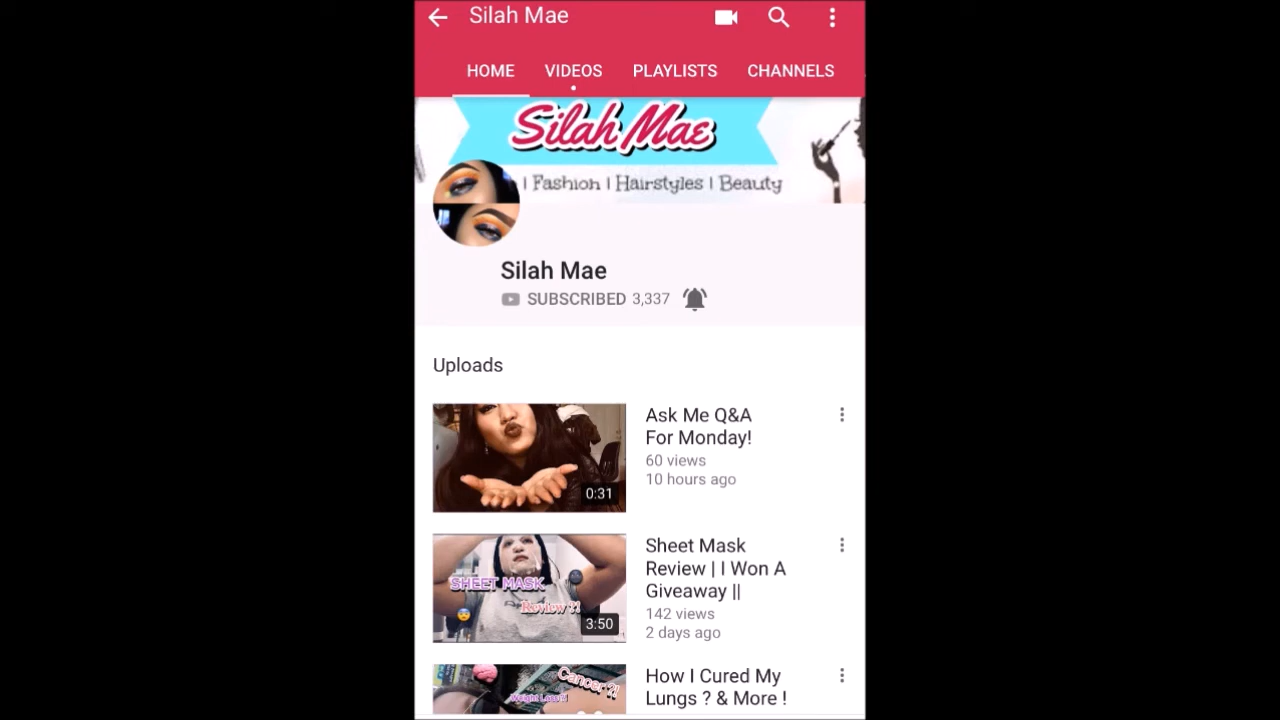 Silah Mae
HOME VIDEOS PLAYLISTS CHANNELS
Silah Mae
| Fashion | Hairstyles | Beauty
Silah Mae
SUBSCRIBED 3,337
Uploads
Ask Me Q&A
For Monday!
60 views
10 hours ago
0:31
Sheet Mask
Review | I Won A
Giveaway ||
142 views
2 days ago
SHEET MASK
Review ?!
3:50
How I Cured My
Lungs ? & More !
Cancer ?!
Weight Loss?!